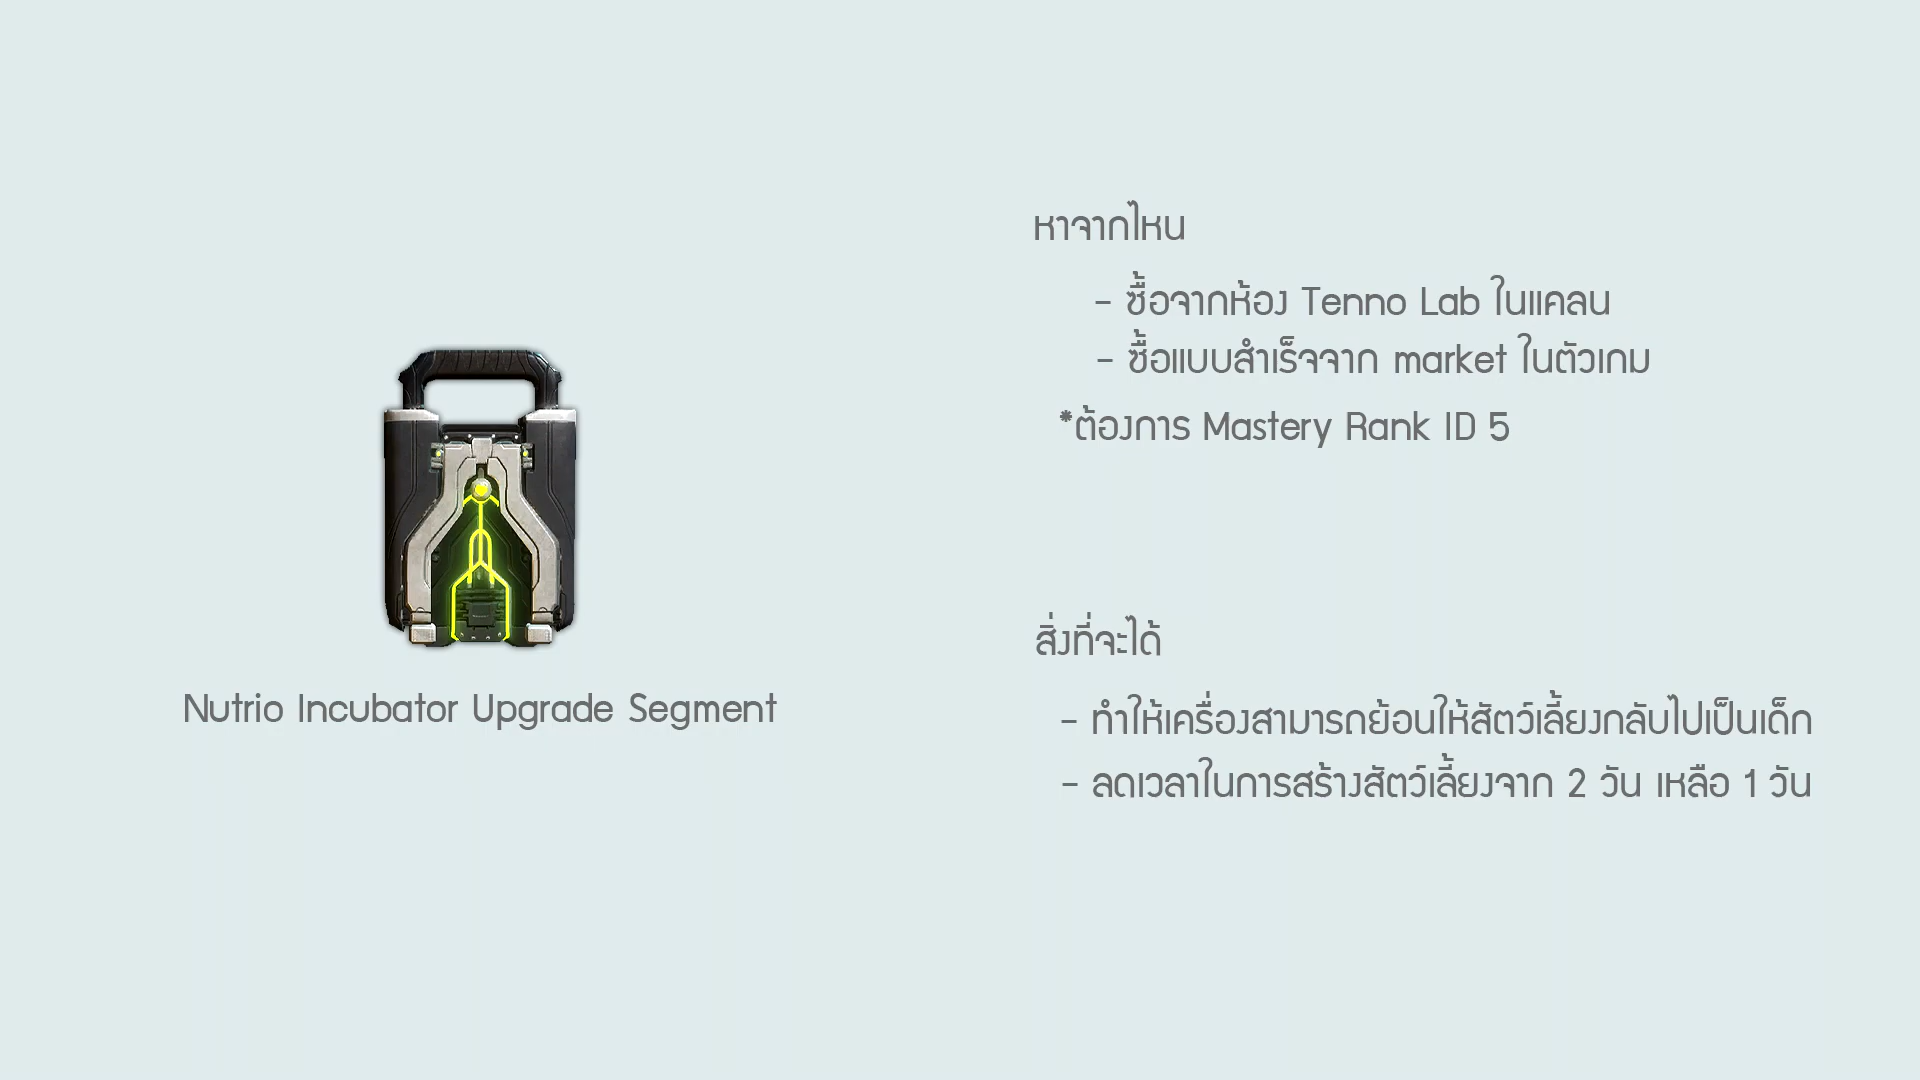 Nutrio Incubator Upgrade Segment
หาจากไหน
- ซื้อจากห้อง Tenno Lab ในแคลน
- ซื้อแบบสำเร็จจาก market ในตัวเกม
*ต้องการ Mastery Rank ID 5
สิ่งที่จะได้
- ทำให้เครื่องสามารถย้อนให้สัตว์เลี้ยงกลับไปเป็นเด็ก
- ลดเวลาในการสร้างสัตว์เลี้ยงจาก 2 วัน เหลือ 1 วัน